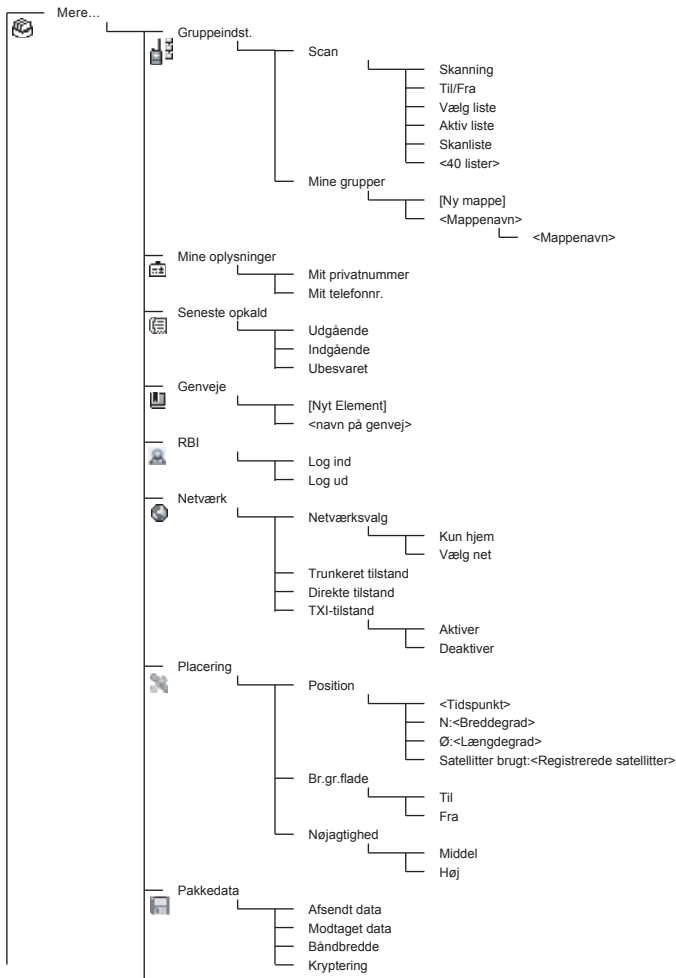 Mere...
Gruppeindst.
Scan
Skanning
Til/Fra
Vælg liste
Aktiv liste
Skanliste
<40 lister>
Mine grupper
[Ny mappe]
<Mappenavn>
<Mappenavn>
Mine oplysninger
Mit privatnummer
Mit telefonnr.
Seneste opkald
Udgående
Indgående
Ubesvaret
Genveje
[Nyt Element]
<navn på genvej>
RBI
Log ind
Log ud
Netværk
Netværksvalg
Kun hjem
Vælg net
Trunkeret tilstand
Direkte tilstand
TXI-tilstand
Aktiver
Deaktiver
Placering
Position
<Tidspunkt>
N:<Breddegrad>
Ø:<Længdegrad>
Satellitter brugt:<Registrerede satellitter>
Br.gr.flade
Til
Fra
Nøjagtighed
Middel
Høj
Pakkedata
Afsendt data
Modtaget data
Båndbredde
Kryptering